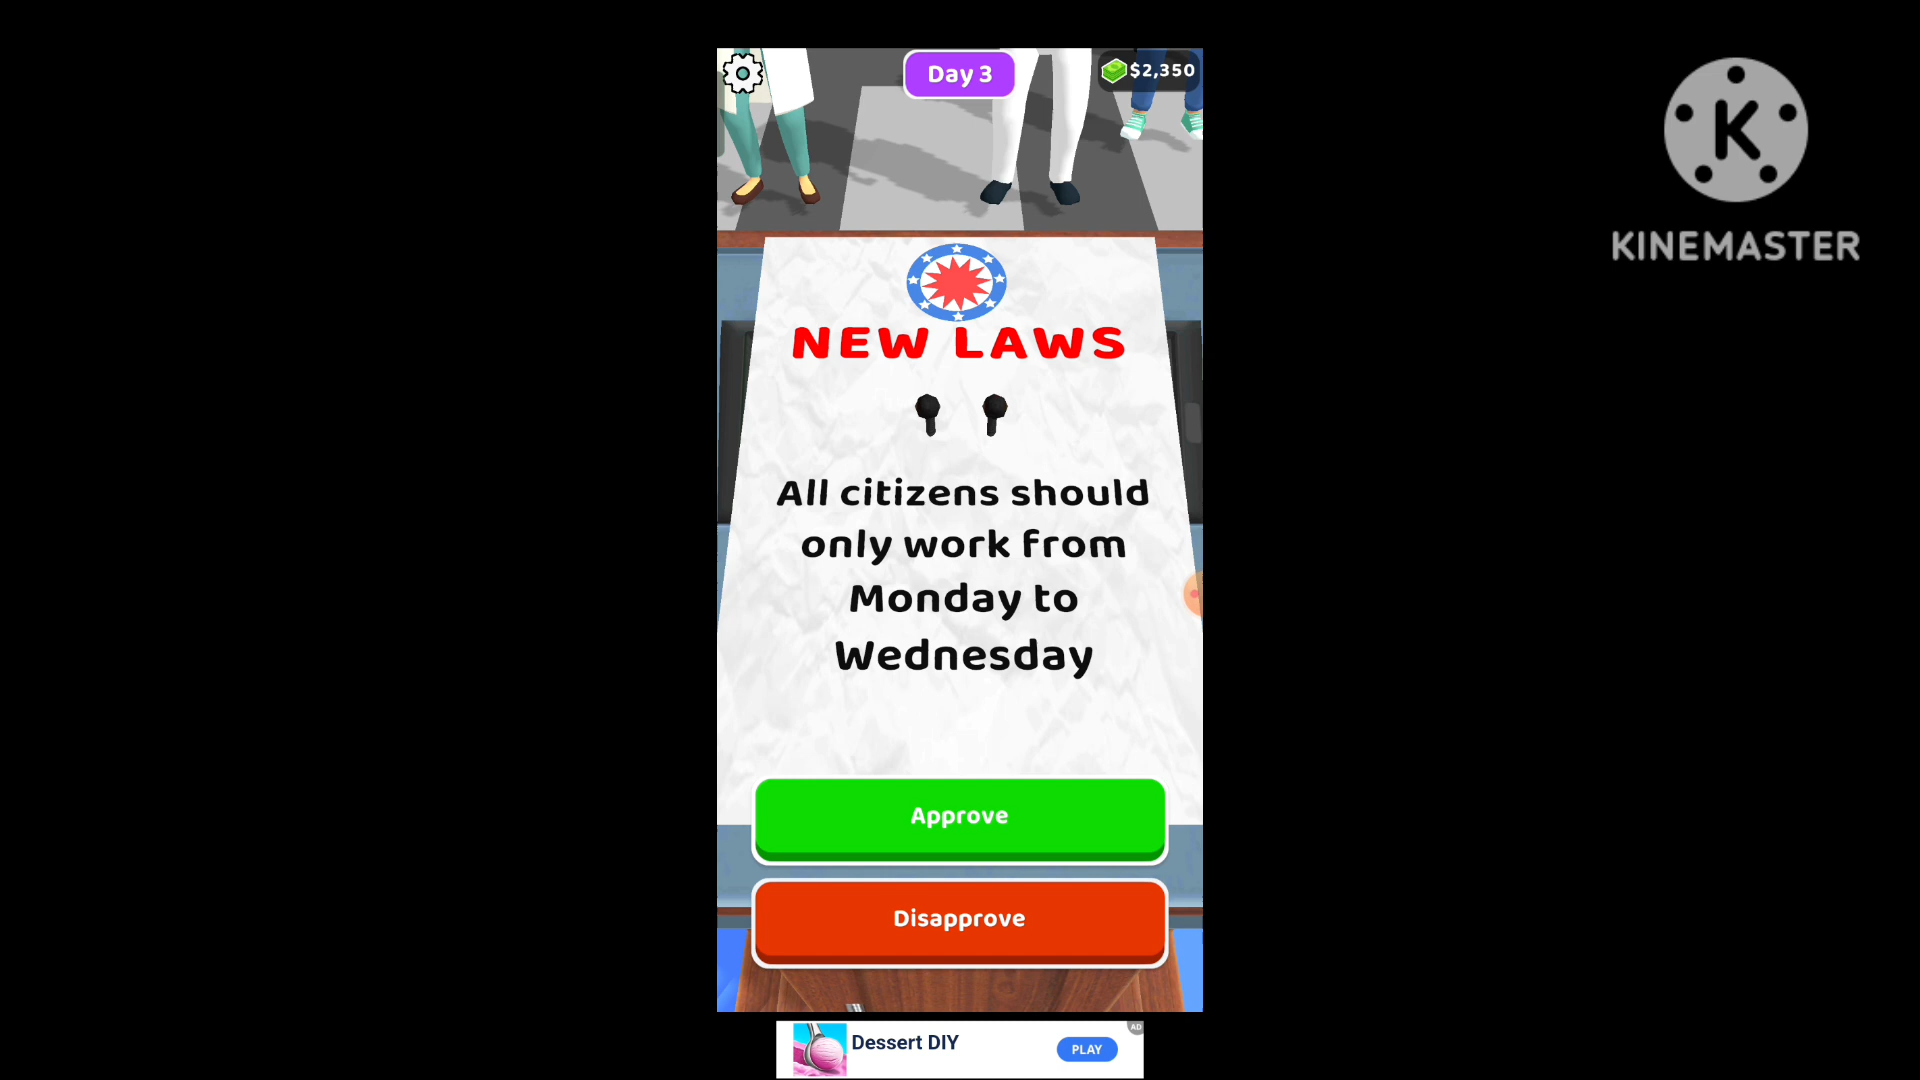 Day 3
$2,350
K
KINEMASTER
NEW LAWS
All citizens should
only work from
Monday to
Wednesday
Approve
Disapprove
Dessert DIY
AD
PLAY